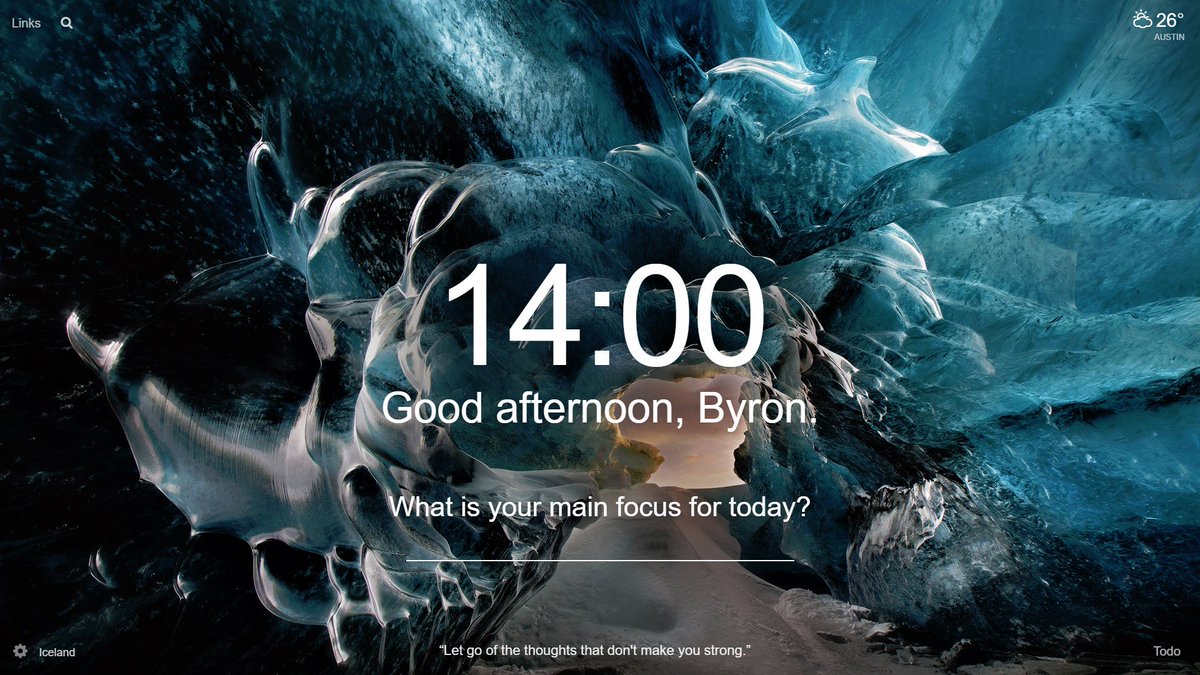 Links
26°
AUSTIN
14:00
Good afternoon, Byron.
What is your main focus for today?
Iceland
“Let go of the thoughts that don't make you strong.”
Todo